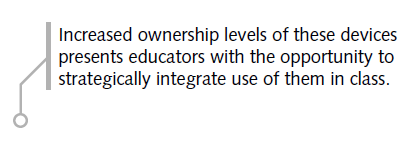 Increased ownership levels of these devices
presents educators with the opportunity to
strategically integrate use of them in class.